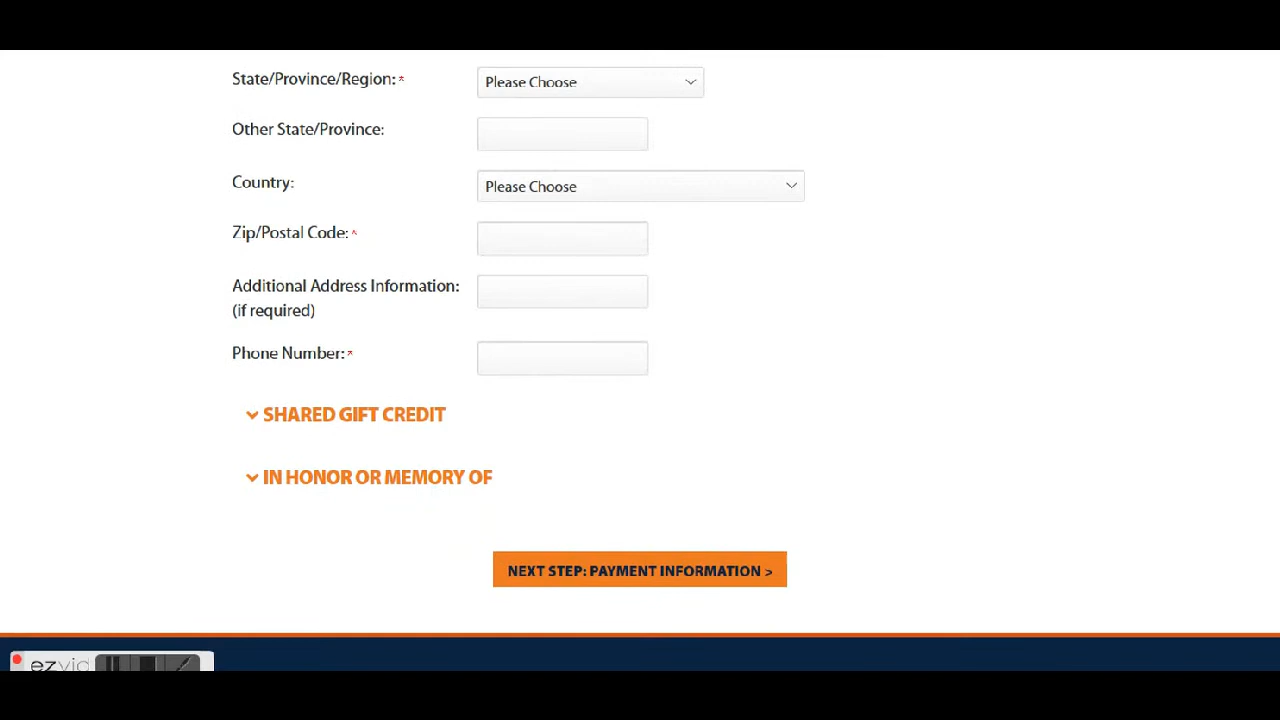 State/Province/Region: *
Please Choose
Other State/Province:
Country:
Please Choose
Zip/Postal Code: *
Additional Address Information:
(if required)
Phone Number: *
SHARED GIFT CREDIT
IN HONOR OR MEMORY OF
NEXT STEP: PAYMENT INFORMATION >
ezvid